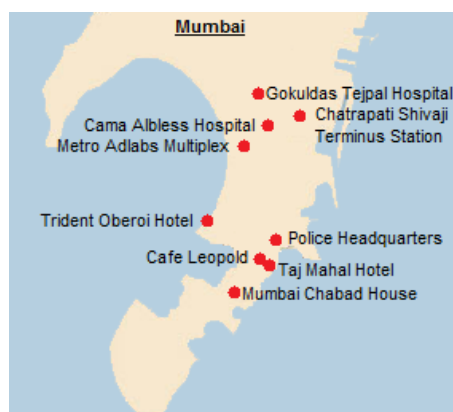 Mumbai
Gokuldas Tejpal Hospital
Chatrapati Shivaji
Terminus Station
Cama Albless Hospital
Metro Adlabs Multiplex
Trident Oberoi Hotel
Police Headquarters
Cafe Leopold
Taj Mahal Hotel
Mumbai Chabad House